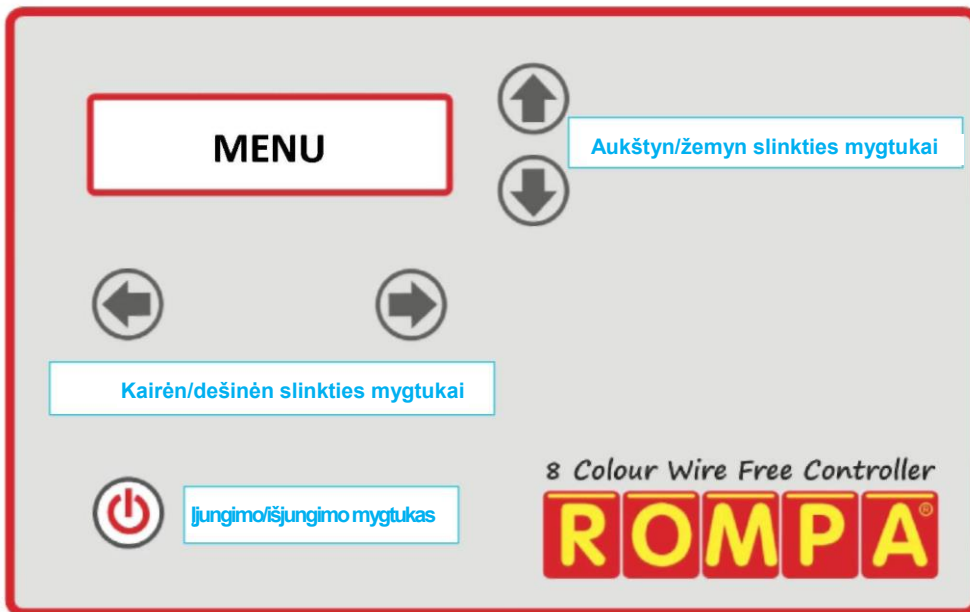 MENU
Aukštyn/žemyn slinkties mygtukai
Kairėn/dešinėn slinkties mygtukai
Įjungimo/išjungimo mygtukas
8 Colour Wire Free Controller
ROMPA®